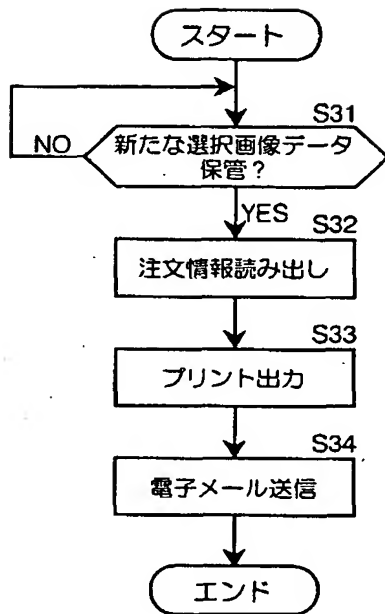 スタート
S31
新たな選択画像データ
保管?
NO
YES
S32
注文情報読み出し
S33
プリント出力
S34
電子メール送信
エンド